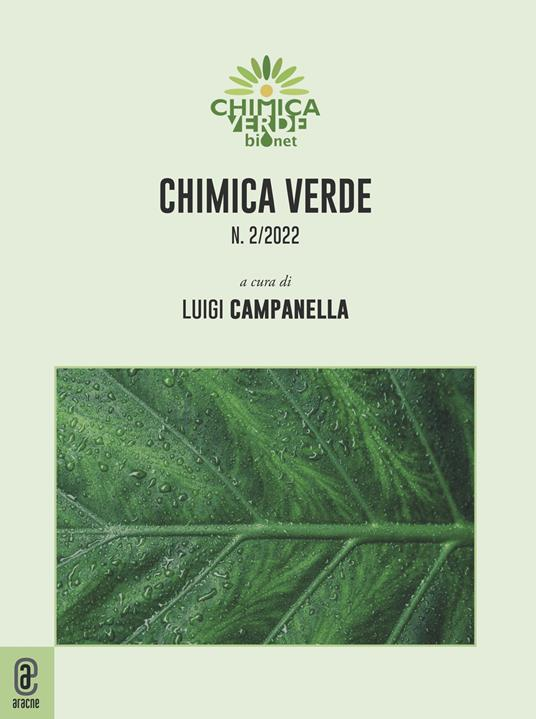 CHIMICA
VERDE
bionet
CHIMICA VERDE
N. 2/2022
a cura di
LUIGI CAMPANELLA
aracne